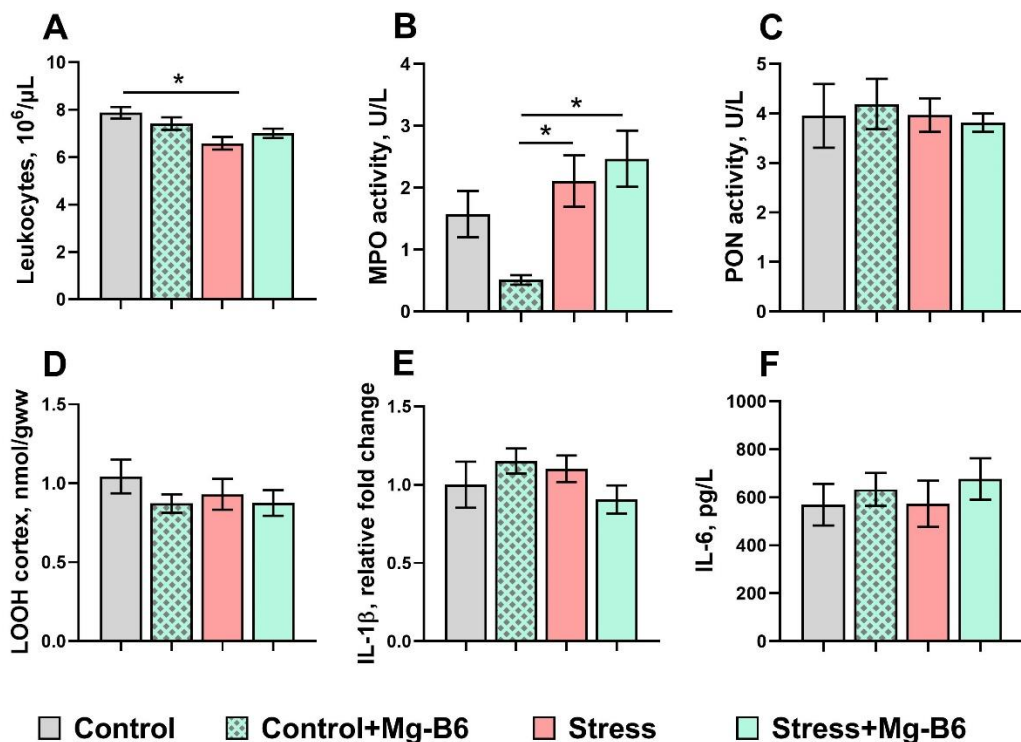 A
Leukocytes, 10⁶/μL
10
8
6
4
2
0
*
B
MPO activity, U/L
4
3
2
1
0
*
*
C
PON activity, U/L
5
4
3
2
1
0
D
LOOH cortex, nmol/gww
1.5
1.0
0.5
0.0
E
IL-1β, relative fold change
1.5
1.0
0.5
0.0
F
IL-6, pg/L
1000
800
600
400
200
0
Control
Control+Mg-B6
Stress
Stress+Mg-B6